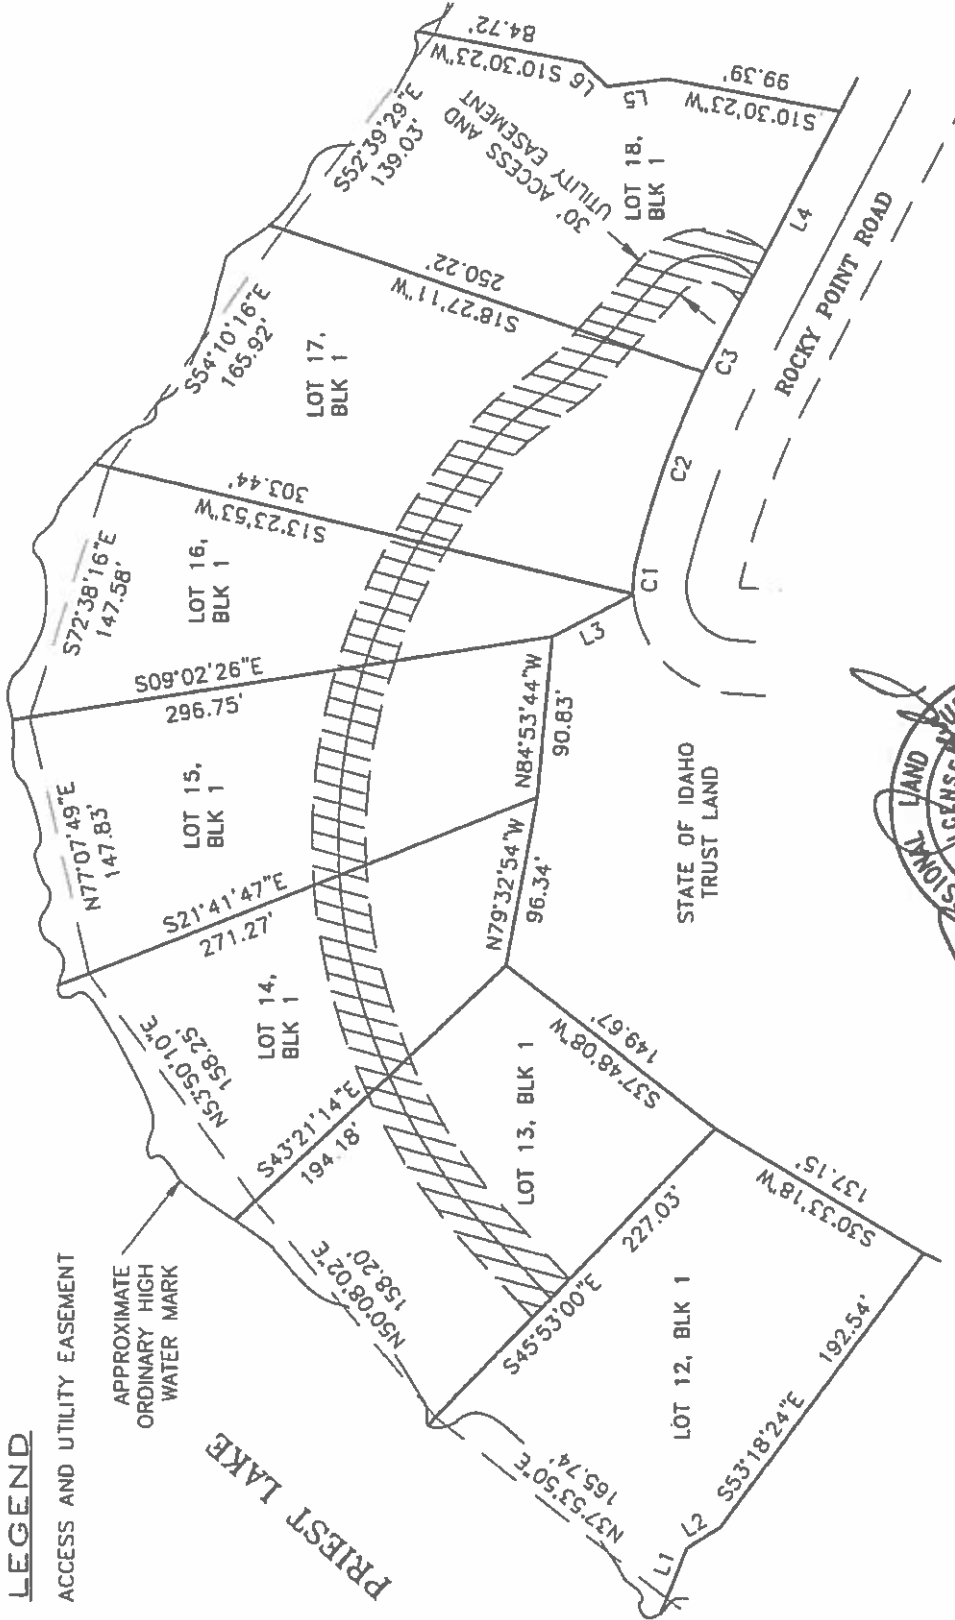 LEGEND
ACCESS AND UTILITY EASEMENT
APPROXIMATE
ORDINARY HIGH
WATER MARK
PRIEST LAKE
N37°53'50"E
165.74'
N50°08'02"E
158.20'
N53°50'10"E
158.25'
N77°07'49"E
147.83'
S72°38'16"E
147.58'
S54°10'16"E
165.92'
S52°39'29"E
139.03'
L1
L2
S53°18'24"E
192.54'
LOT 12, BLK 1
S30°33'18"W
137.15'
S45°53'00"E
227.03'
LOT 13, BLK 1
S37°48'08"W
149.67'
S43°21'14"E
194.18'
LOT 14,
BLK 1
N79°32'54"W
96.34'
S21°41'47"E
271.27'
LOT 15,
BLK 1
N84°53'44"W
90.83'
S09°02'26"E
296.75'
LOT 16,
BLK 1
L3
S13°23'53"W
303.44'
LOT 17,
BLK 1
C1
C2
C3
S18°27'11"W
250.22'
30' ACCESS AND
UTILITY EASEMENT
LOT 18,
BLK 1
L4
S10°30'23"W
99.39'
L5
L6 S10°30'23"W
84.72'
ROCKY POINT ROAD
STATE OF IDAHO
TRUST LAND
SIONAL LAND